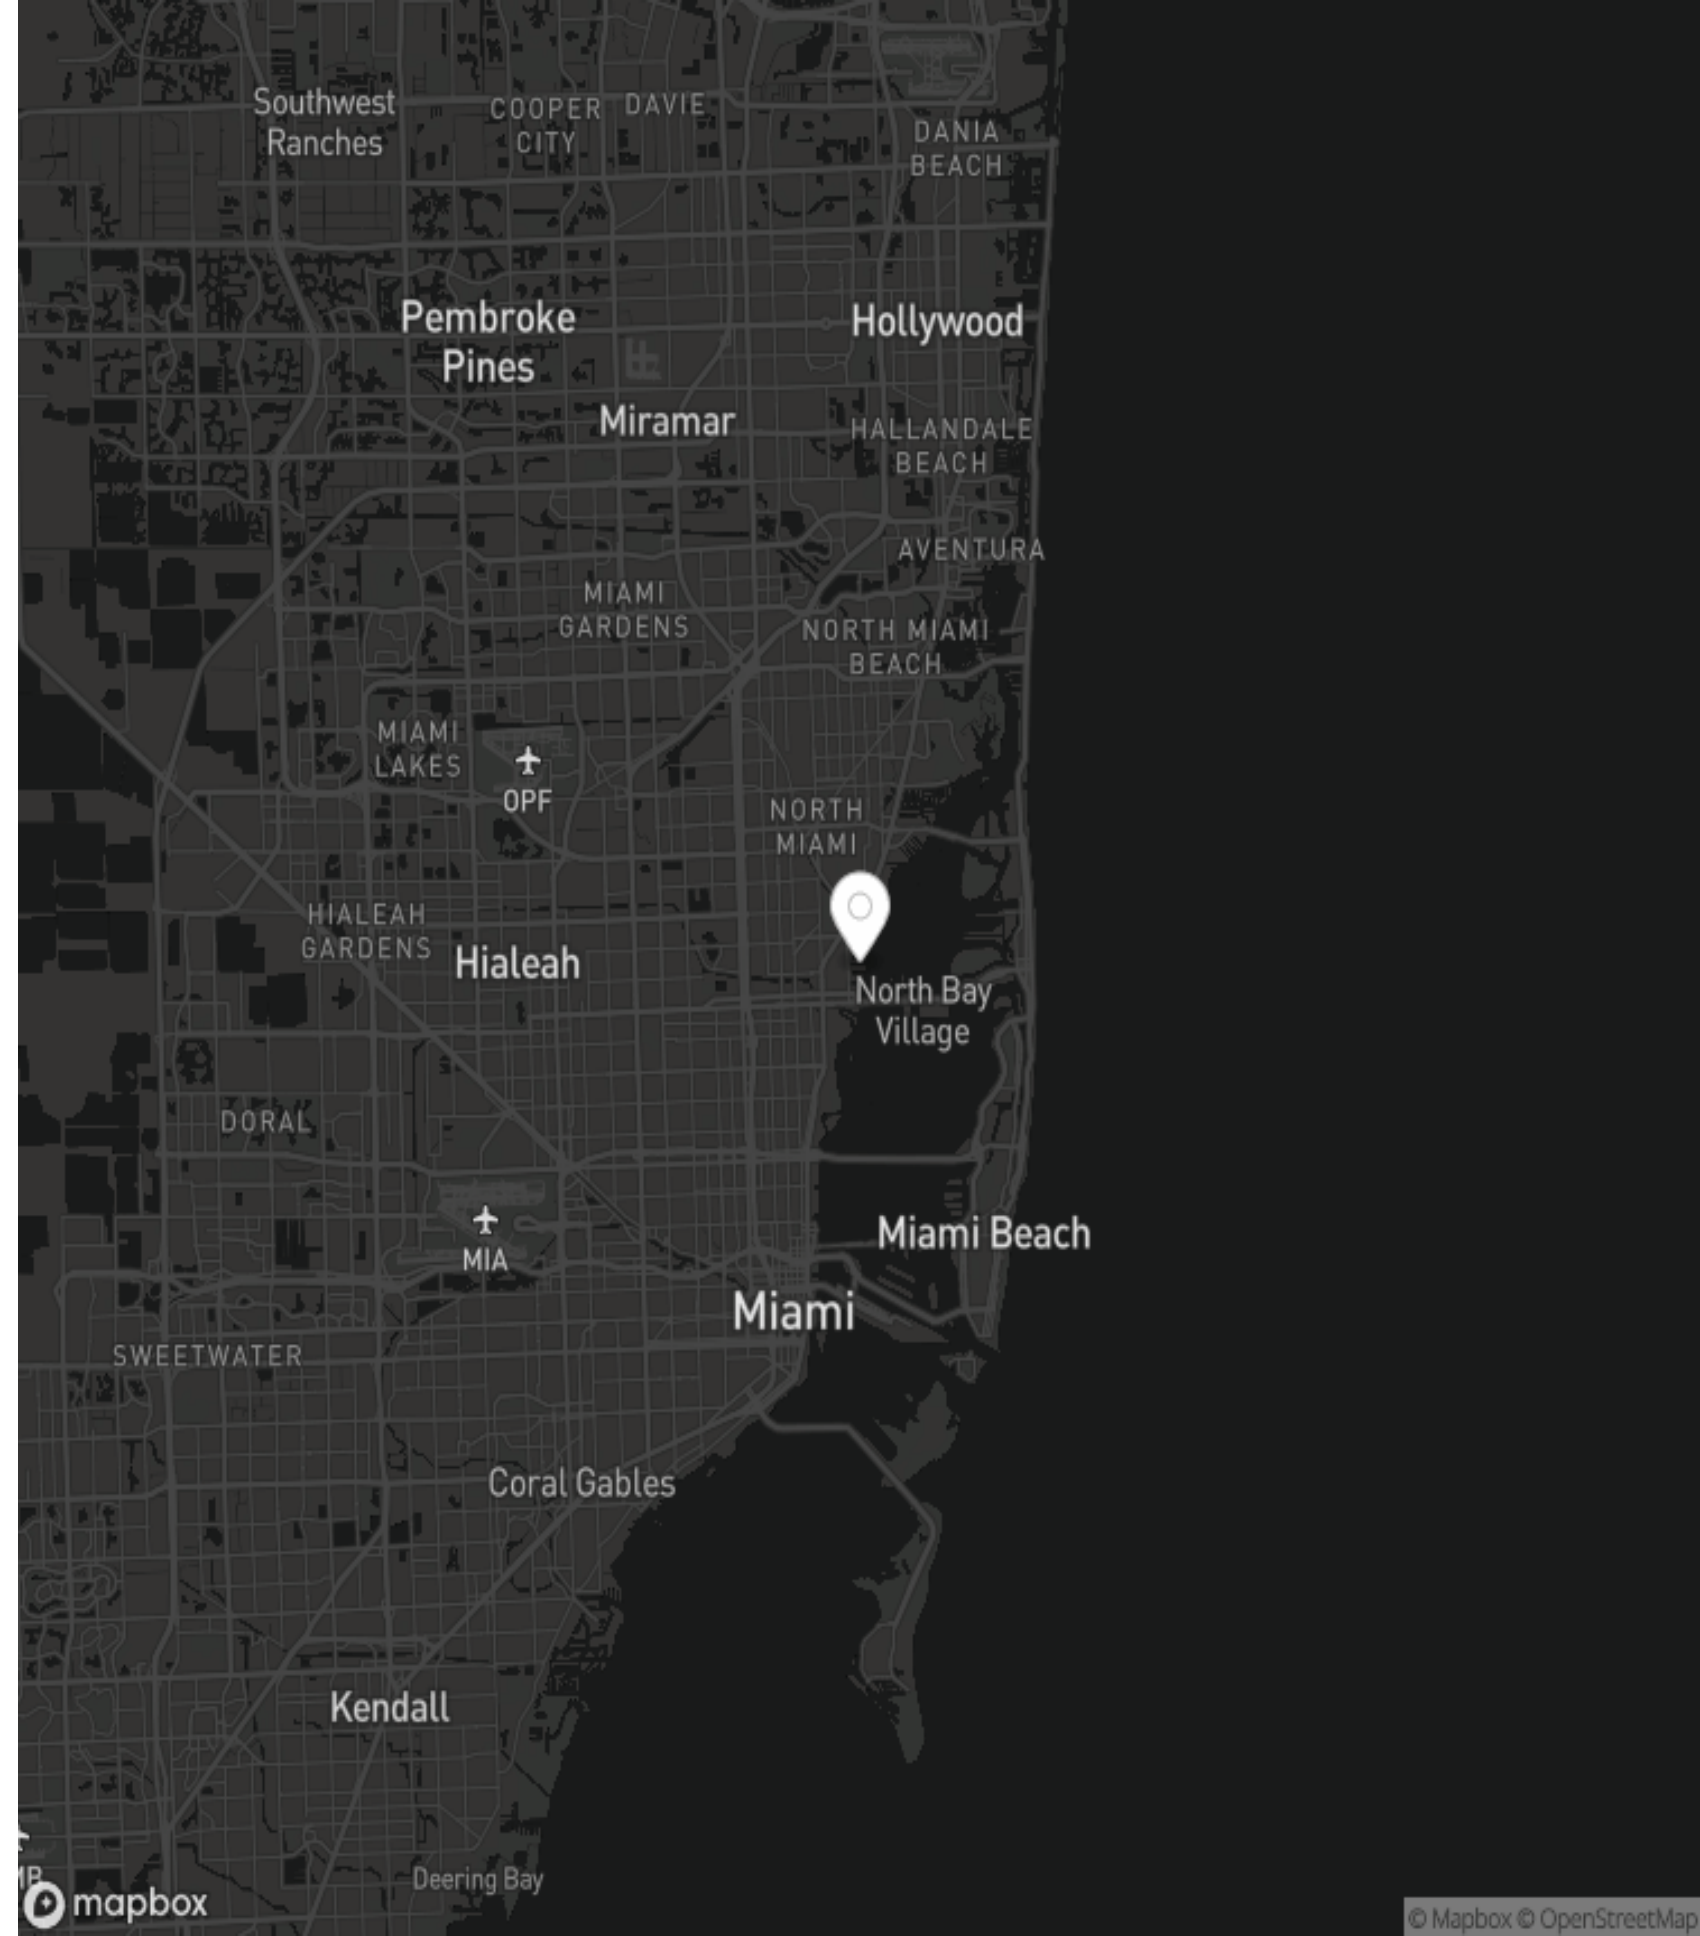 Southwest
Ranches
COOPER
CITY
DAVIE
DANIA
BEACH
Pembroke
Pines
Hollywood
Miramar
HALLANDALE
BEACH
AVENTURA
MIAMI
GARDENS
NORTH MIAMI
BEACH
MIAMI
LAKES
OPF
NORTH
MIAMI
HIALEAH
GARDENS
Hialeah
North Bay
Village
DORAL
Miami Beach
MIA
Miami
SWEETWATER
Coral Gables
Kendall
Deering Bay
mapbox
© Mapbox © OpenStreetMap